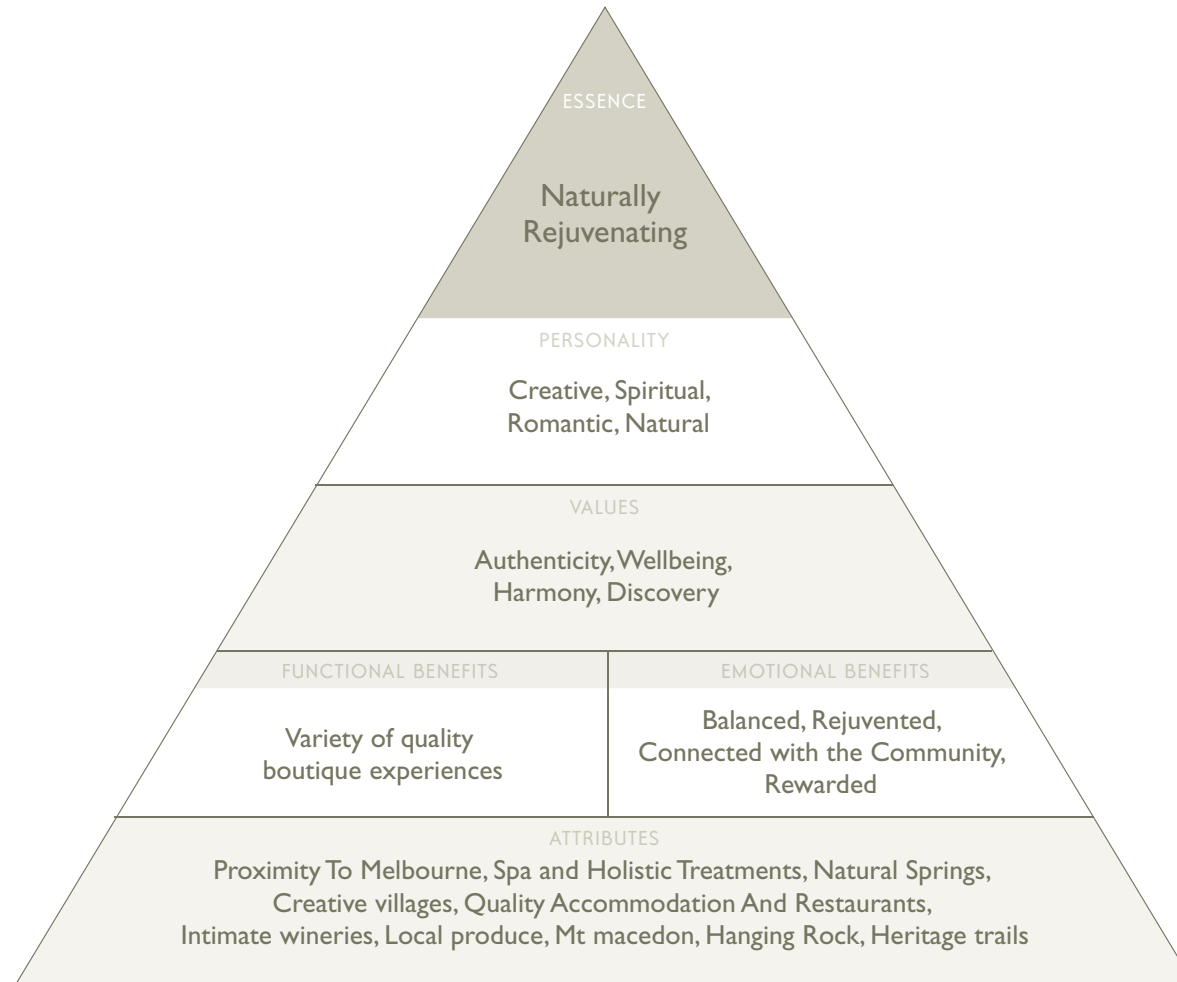 ESSENCE
Naturally
Rejuvenating
PERSONALITY
Creative, Spiritual,
Romantic, Natural
VALUES
Authenticity, Wellbeing,
Harmony, Discovery
FUNCTIONAL BENEFITS
Variety of quality
boutique experiences
EMOTIONAL BENEFITS
Balanced, Rejuvented,
Connected with the Community,
Rewarded
ATTRIBUTES
Proximity To Melbourne, Spa and Holistic Treatments, Natural Springs,
Creative villages, Quality Accommodation And Restaurants,
Intimate wineries, Local produce, Mt macedon, Hanging Rock, Heritage trails